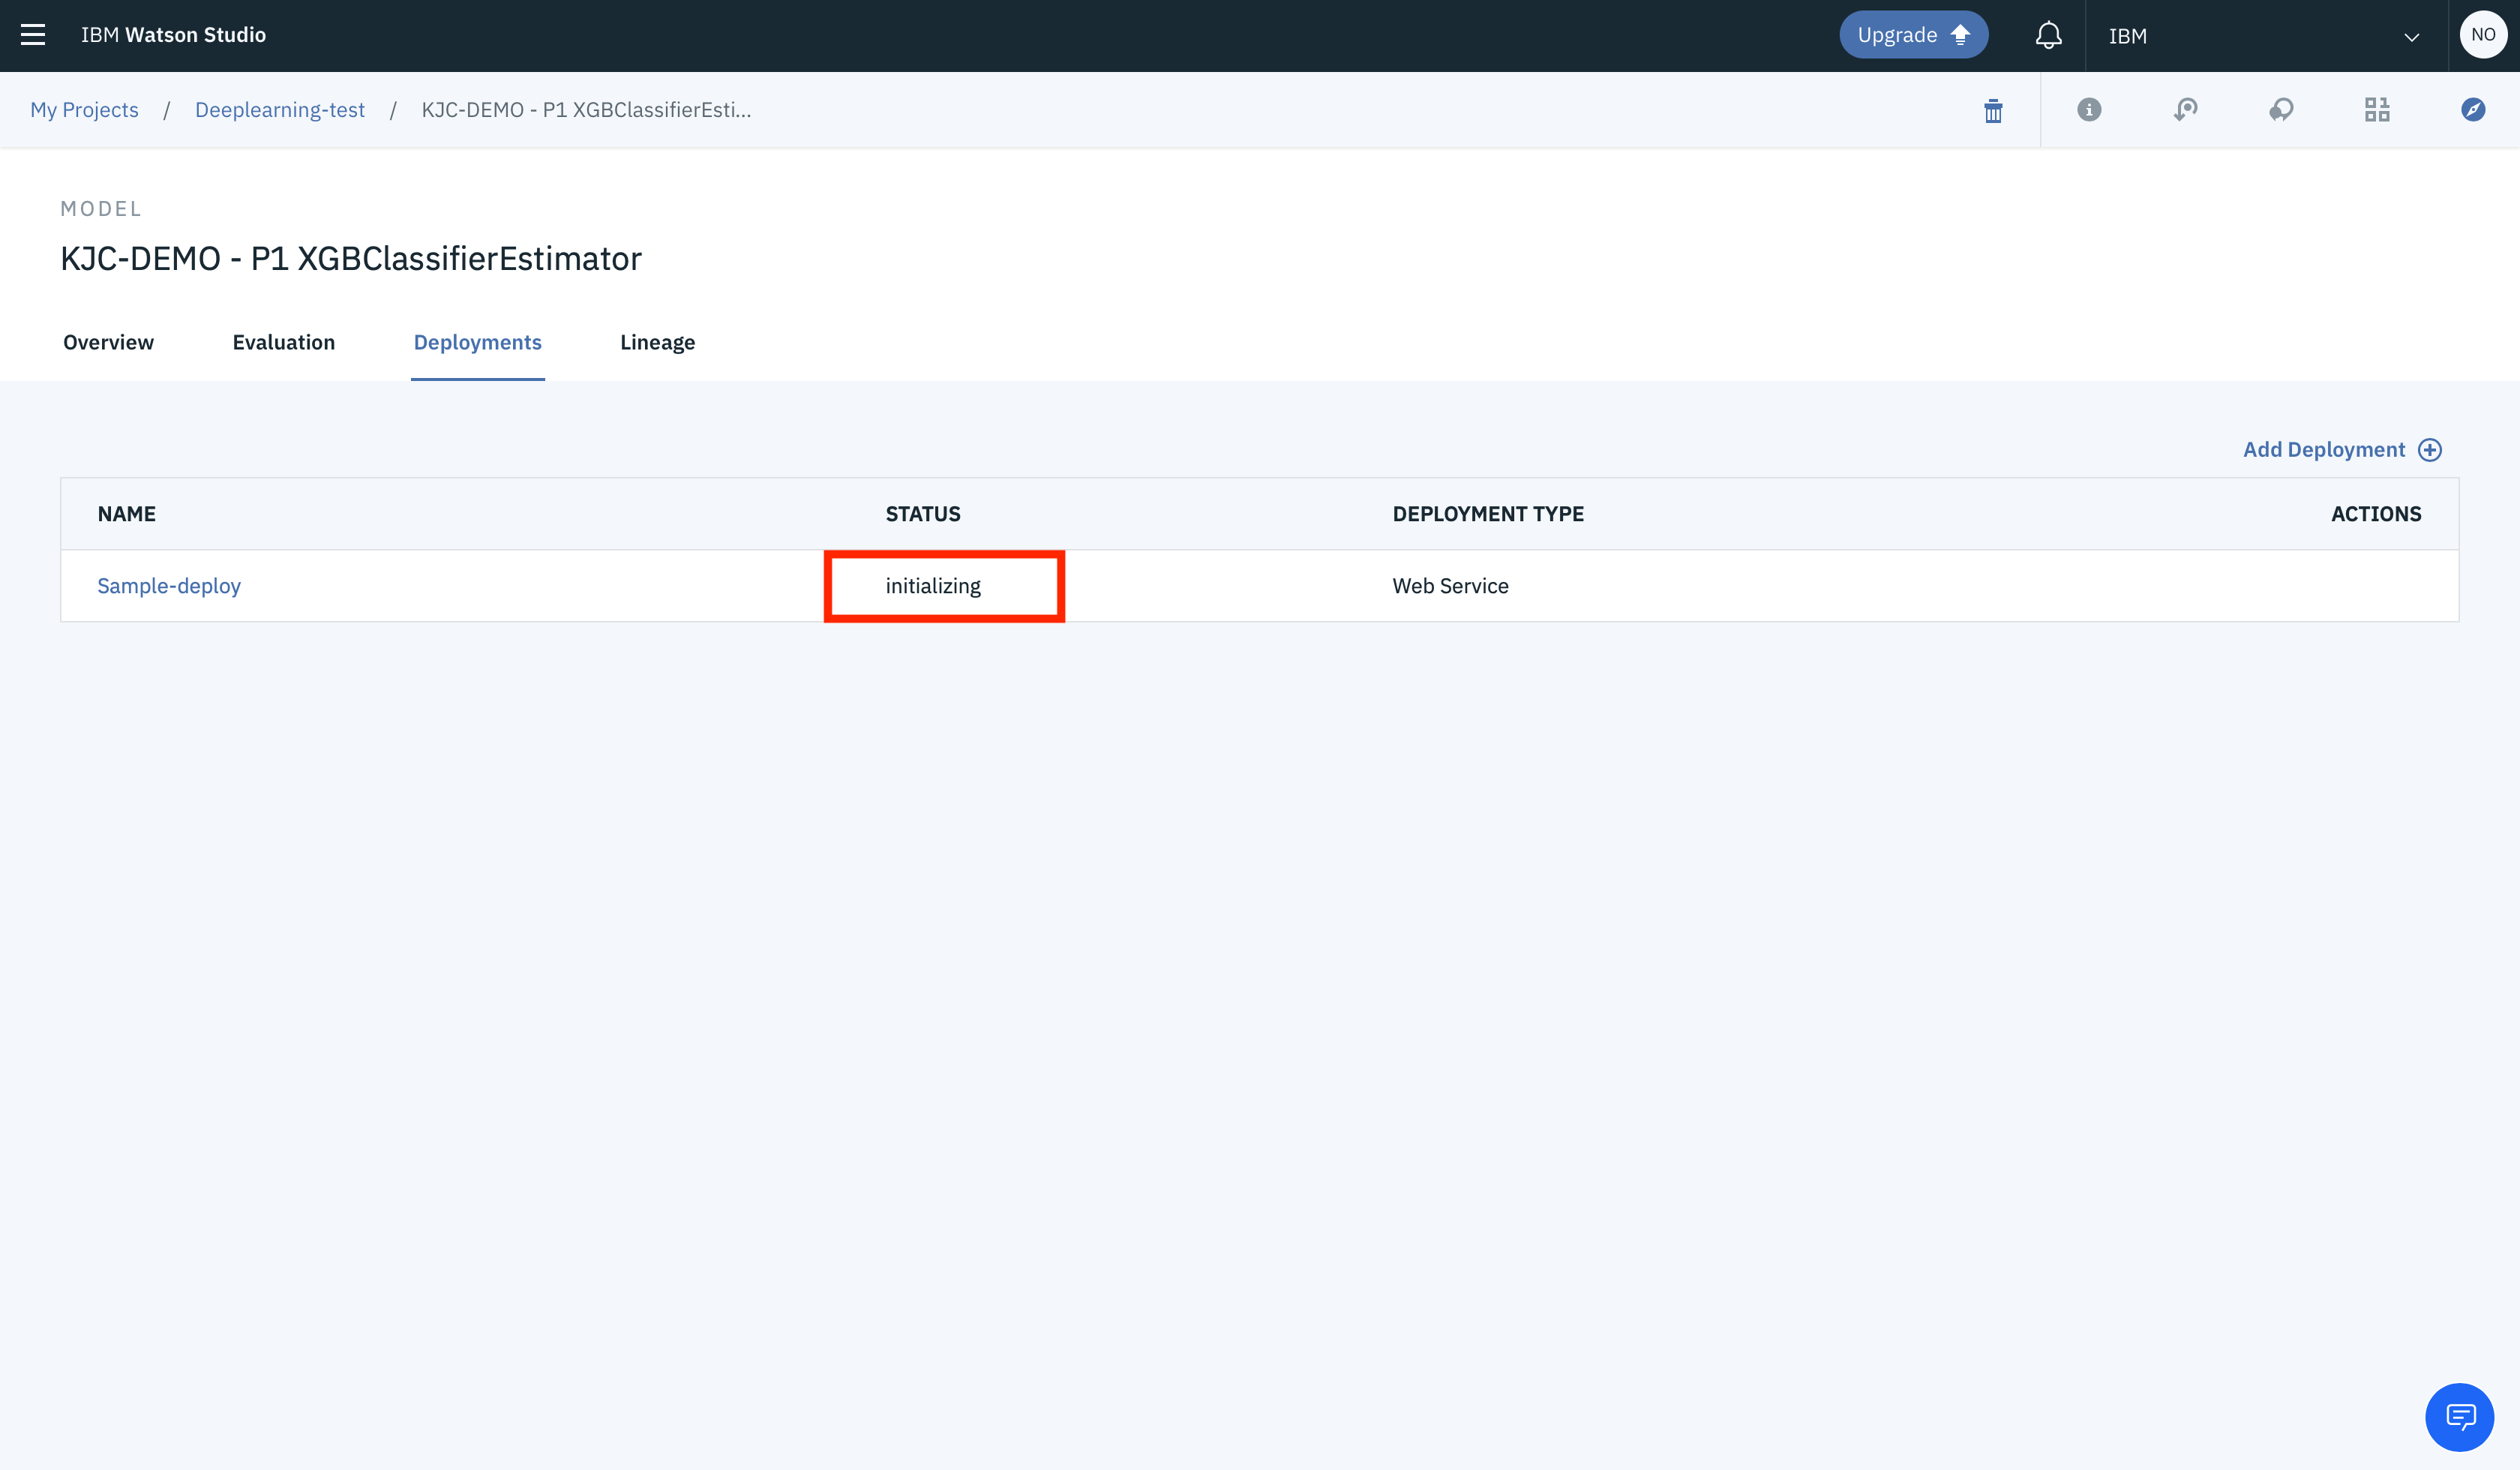 IBM Watson Studio
Upgrade
IBM
NO
My Projects / Deeplearning-test / KJC-DEMO - P1 XGBClassifierEsti...
MODEL
KJC-DEMO - P1 XGBClassifierEstimator
Overview Evaluation Deployments Lineage
Add Deployment
NAME STATUS DEPLOYMENT TYPE ACTIONS
Sample-deploy initializing Web Service